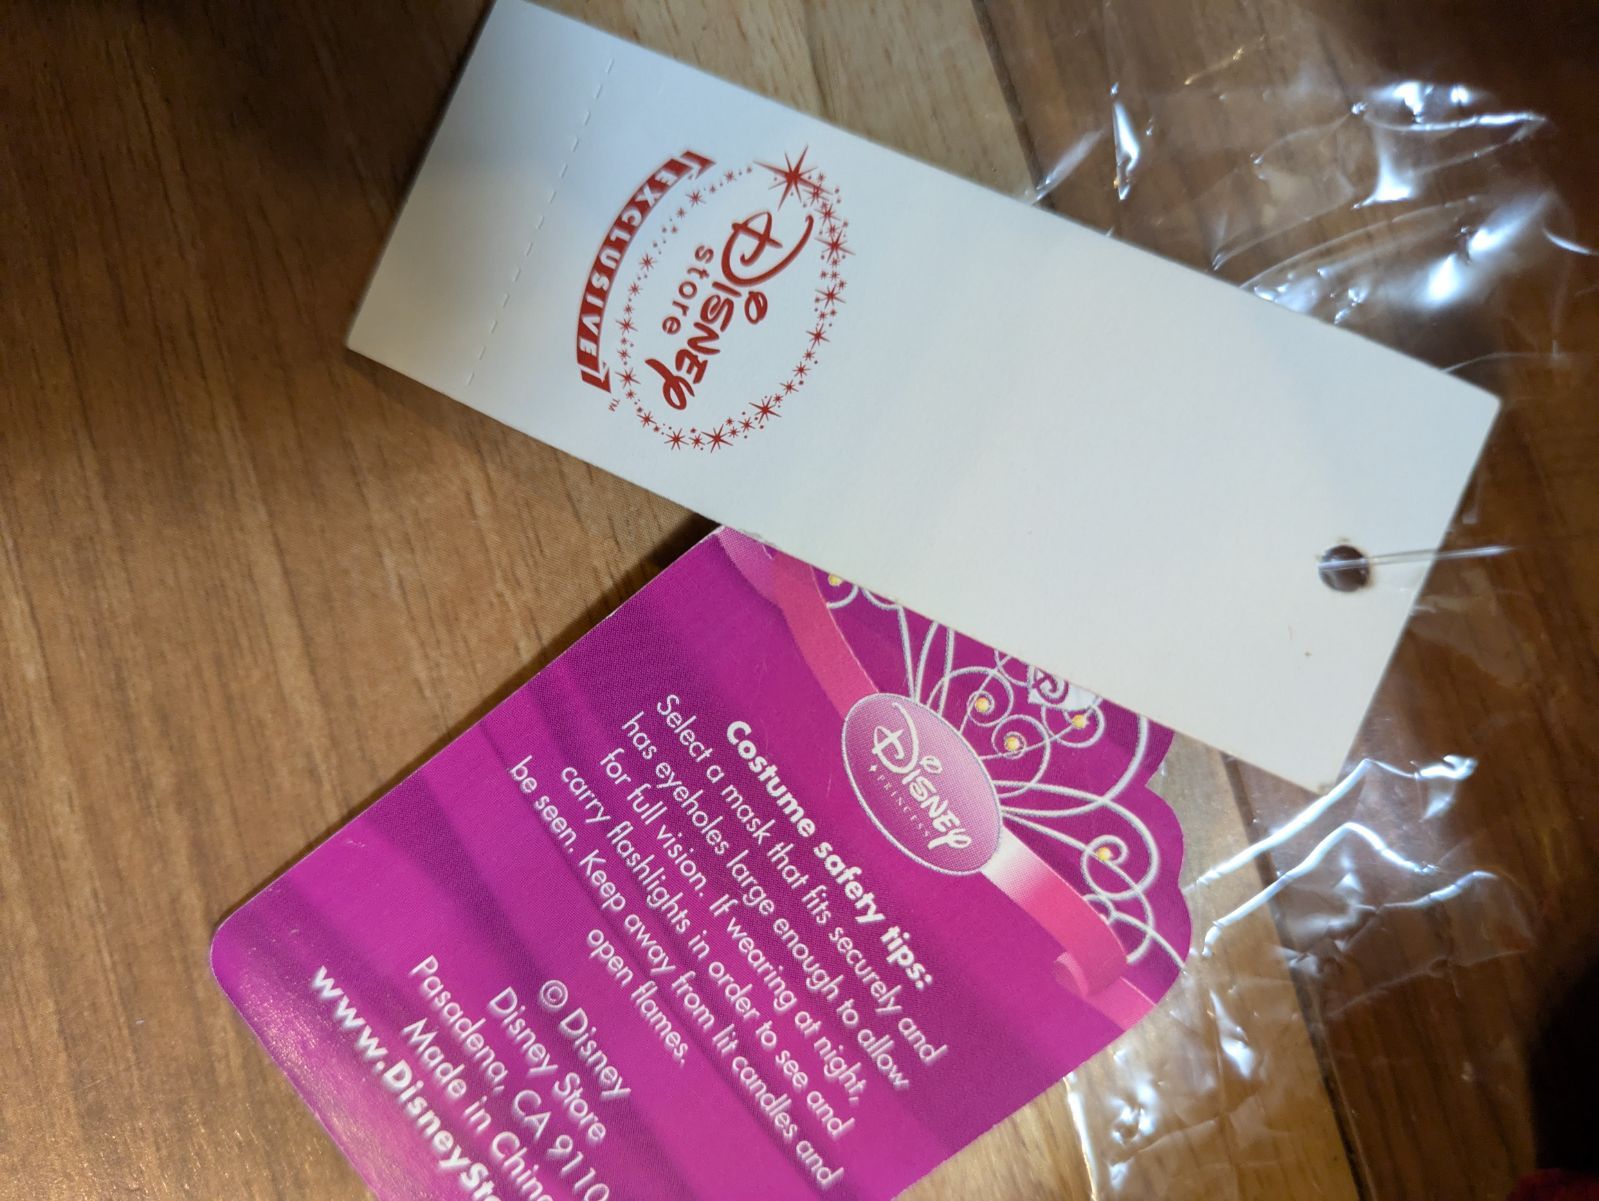 DISNEY
store
EXCLUSIVE
TM
DISNEY
PRINCESS
Costume safety tips:
Select a mask that fits securely and
has eyeholes large enough to allow
for full vision. If wearing at night,
carry flashlights in order to see and
be seen. Keep away from lit candles and
open flames.
© Disney
Disney Store
Pasadena, CA
Made in